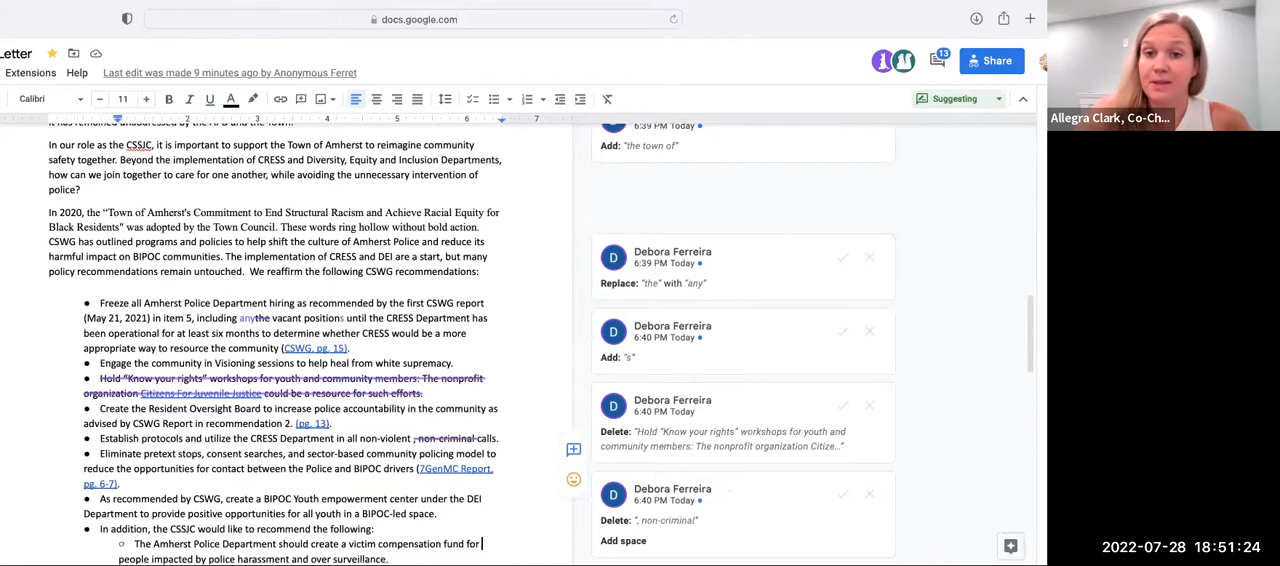 docs.google.com
Letter
Extensions Help Last edit was made 9 minutes ago by Anonymous Ferret
13
Share
Calibri − 11 +
Suggesting
2 3 4 5 6 7
it has remained unaddressed by the APD and the Town.
In our role as the CSSJC, it is important to support the Town of Amherst to reimagine community
safety together. Beyond the implementation of CRESS and Diversity, Equity and Inclusion Departments,
how can we join together to care for one another, while avoiding the unnecessary intervention of
police?
In 2020, the “Town of Amherst's Commitment to End Structural Racism and Achieve Racial Equity for
Black Residents" was adopted by the Town Council. These words ring hollow without bold action.
CSWG has outlined programs and policies to help shift the culture of Amherst Police and reduce its
harmful impact on BIPOC communities. The implementation of CRESS and DEI are a start, but many
policy recommendations remain untouched. We reaffirm the following CSWG recommendations:
● Freeze all Amherst Police Department hiring as recommended by the first CSWG report
(May 21, 2021) in item 5, including anythe vacant positions until the CRESS Department has
been operational for at least six months to determine whether CRESS would be a more
appropriate way to resource the community (CSWG, pg. 15).
● Engage the community in Visioning sessions to help heal from white supremacy.
● Hold “Know your rights” workshops for youth and community members: The nonprofit
organization Citizens For Juvenile Justice could be a resource for such efforts.
● Create the Resident Oversight Board to increase police accountability in the community as
advised by CSWG Report in recommendation 2. (pg. 13).
● Establish protocols and utilize the CRESS Department in all non-violent , non-criminal calls.
● Eliminate pretext stops, consent searches, and sector-based community policing model to
reduce the opportunities for contact between the Police and BIPOC drivers (7GenMC Report,
pg. 6-7).
● As recommended by CSWG, create a BIPOC Youth empowerment center under the DEI
Department to provide positive opportunities for all youth in a BIPOC-led space.
● In addition, the CSSJC would like to recommend the following:
○ The Amherst Police Department should create a victim compensation fund for
people impacted by police harassment and over surveillance.
6:39 PM Today
Add: “the town of”
D
Debora Ferreira
6:39 PM Today
Replace: “the” with “any”
D
Debora Ferreira
6:40 PM Today
Add: “s”
D
Debora Ferreira
6:40 PM Today
Delete: “Hold “Know your rights” workshops for youth and
community members: The nonprofit organization Citize...”
D
Debora Ferreira
6:40 PM Today
Delete: “, non-criminal”
Add space
Allegra Clark, Co-Ch...
2022-07-28 18:51:24